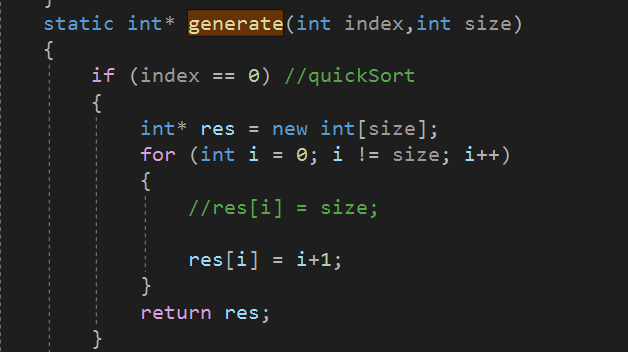 }
static int* generate(int index,int size)
{
if (index == 0) //quickSort
{
int* res = new int[size];
for (int i = 0; i != size; i++)
{
//res[i] = size;
res[i] = i+1;
}
return res;
}